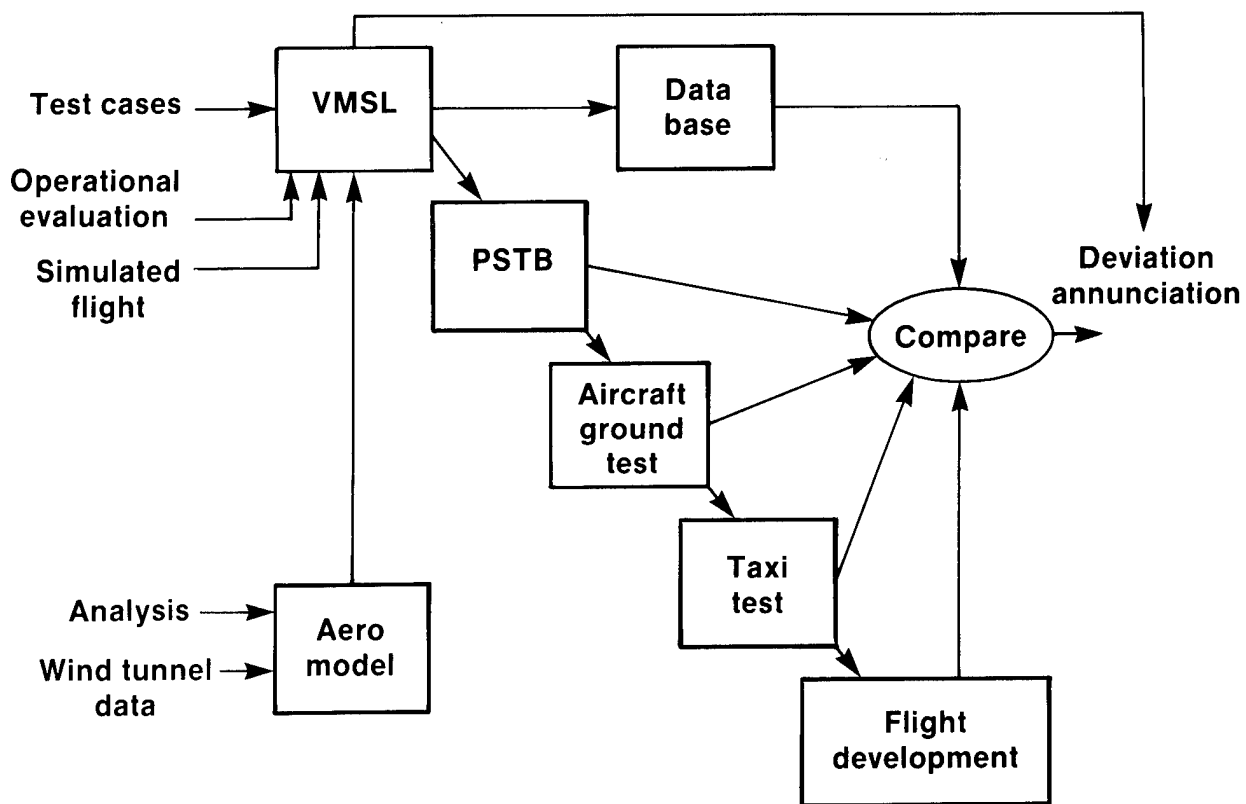 VMSL
Data
base
Test cases
Operational
evaluation
Simulated
flight
PSTB
Deviation
annunciation
Compare
Aircraft
ground
test
Taxi
test
Analysis
Wind tunnel
data
Aero
model
Flight
development